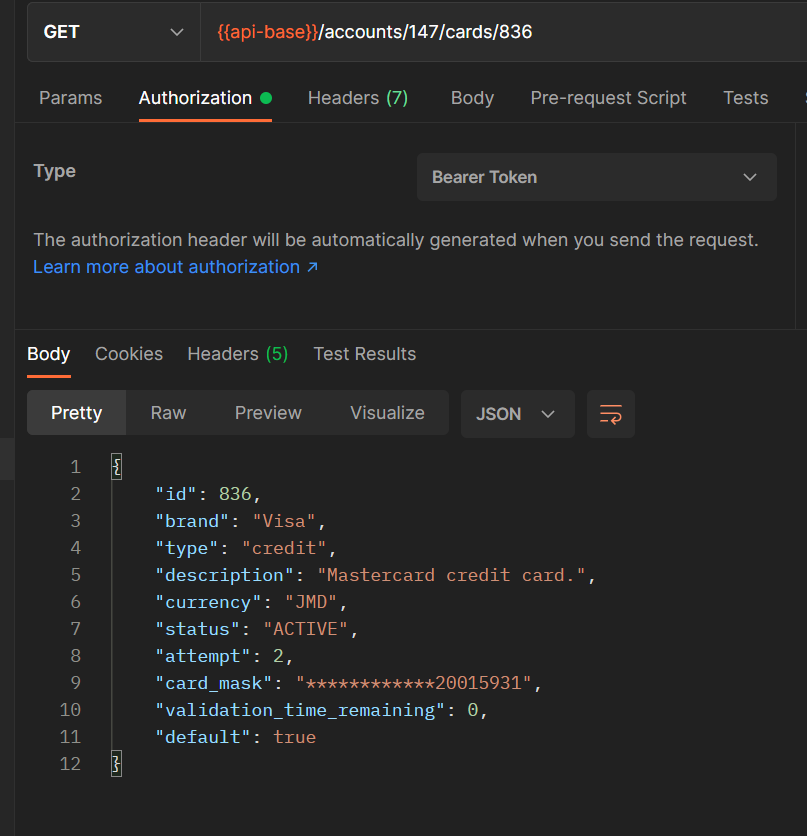 GET {{api-base}}/accounts/147/cards/836
Params Authorization Headers (7) Body Pre-request Script Tests
Type Bearer Token
The authorization header will be automatically generated when you send the request.
Learn more about authorization ↗
Body Cookies Headers (5) Test Results
Pretty Raw Preview Visualize JSON
1 {
2 "id": 836,
3 "brand": "Visa",
4 "type": "credit",
5 "description": "Mastercard credit card.",
6 "currency": "JMD",
7 "status": "ACTIVE",
8 "attempt": 2,
9 "card_mask": "************20015931",
10 "validation_time_remaining": 0,
11 "default": true
12 }